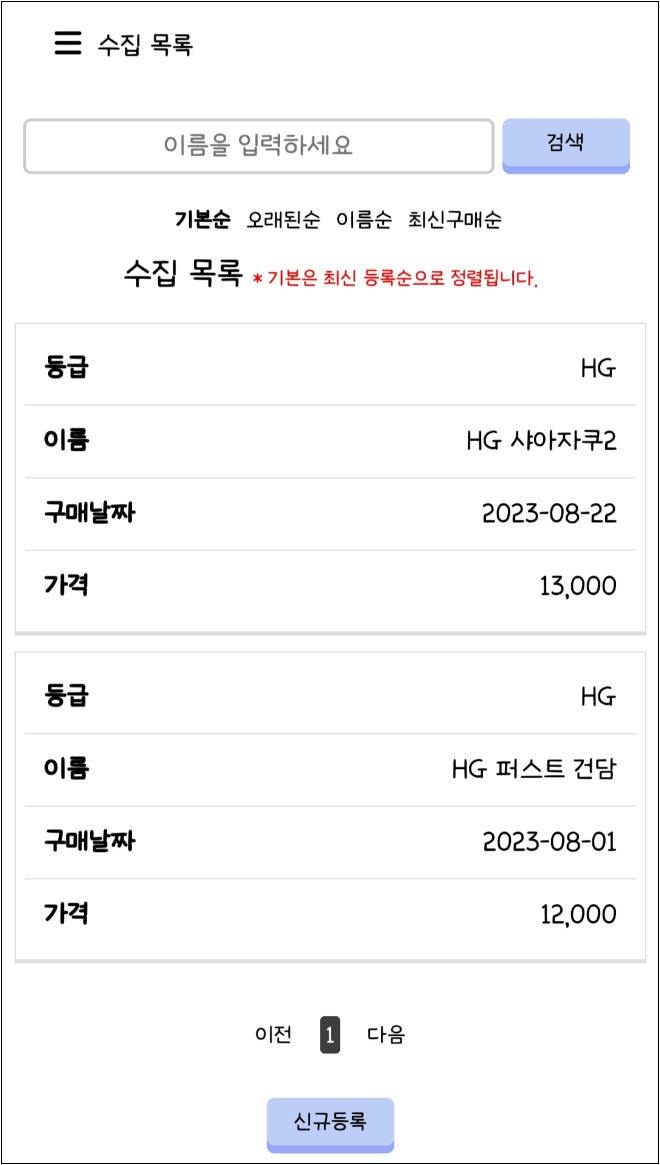 수집 목록
이름을 입력하세요 검색
기본순 오래된순 이름순 최신구매순
수집 목록 * 기본은 최신 등록순으로 정렬됩니다.
등급 HG
이름 HG 샤아자쿠2
구매날짜 2023-08-22
가격 13,000
등급 HG
이름 HG 퍼스트 건담
구매날짜 2023-08-01
가격 12,000
이전 1 다음
신규등록